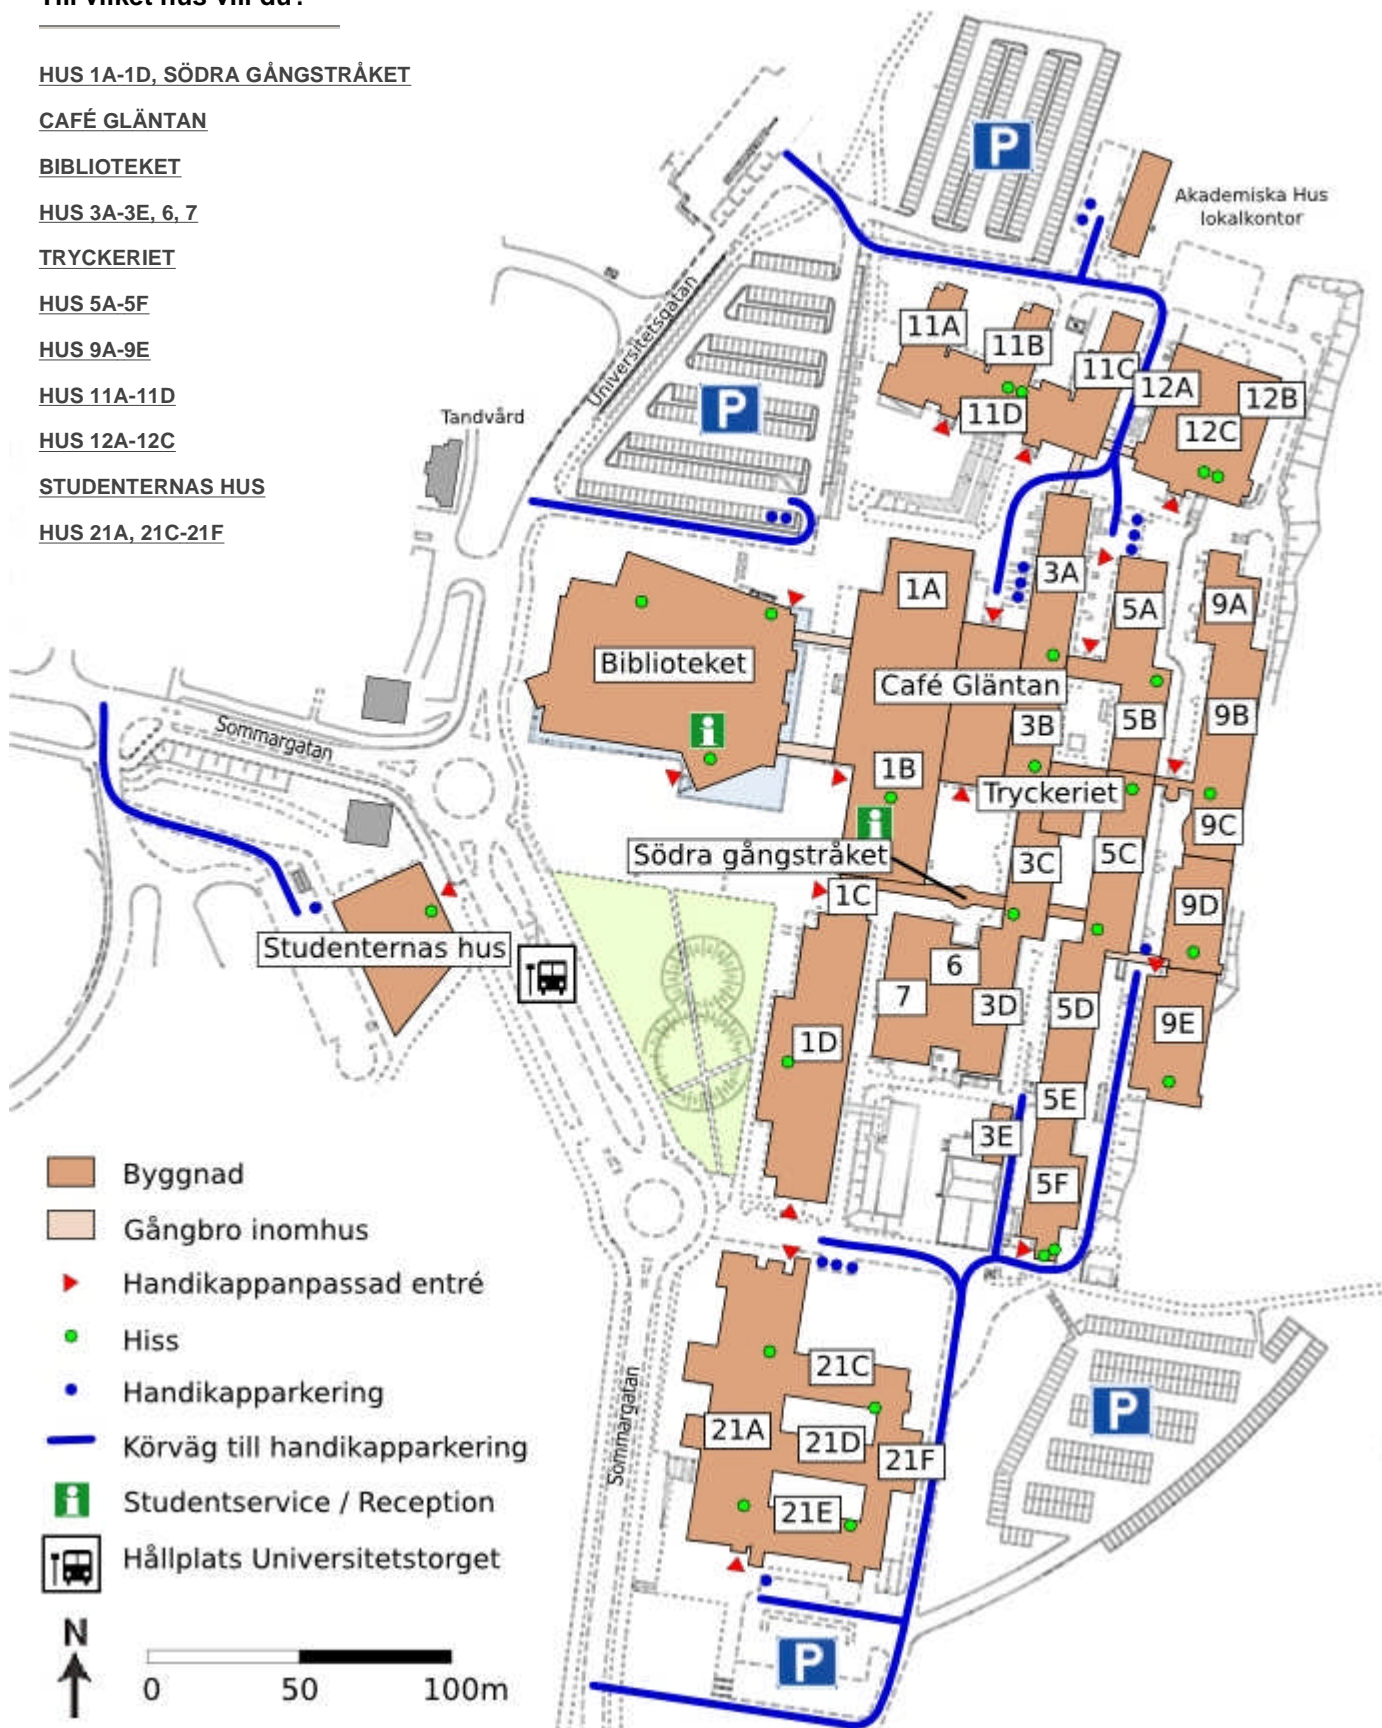 Till vilket hus vill du?
HUS 1A-1D, SÖDRA GÅNGSTRÅKET
CAFÉ GLÄNTAN
BIBLIOTEKET
HUS 3A-3E, 6, 7
TRYCKERIET
HUS 5A-5F
HUS 9A-9E
HUS 11A-11D
HUS 12A-12C
STUDENTERNAS HUS
HUS 21A, 21C-21F
P
Akademiska Hus
lokalkontor
Universitetsgatan
11A
11B
11C
12A
12B
P
11D
12C
Tandvård
3A
1A
5A
9A
Biblioteket
Café Gläntan
3B
5B
9B
Sommargatan
1B
Tryckeriet
9C
Södra gångstråket
3C
5C
1C
9D
Studenternas hus
6
7
3D
5D
9E
1D
5E
3E
5F
Byggnad
Gångbro inomhus
Handikappanpassad entré
Hiss
Handikapparkering
Körväg till handikapparkering
Studentservice / Reception
Hållplats Universitetstorget
Sommargatan
21C
21A
21D
21F
21E
P
P
N
0 50 100m